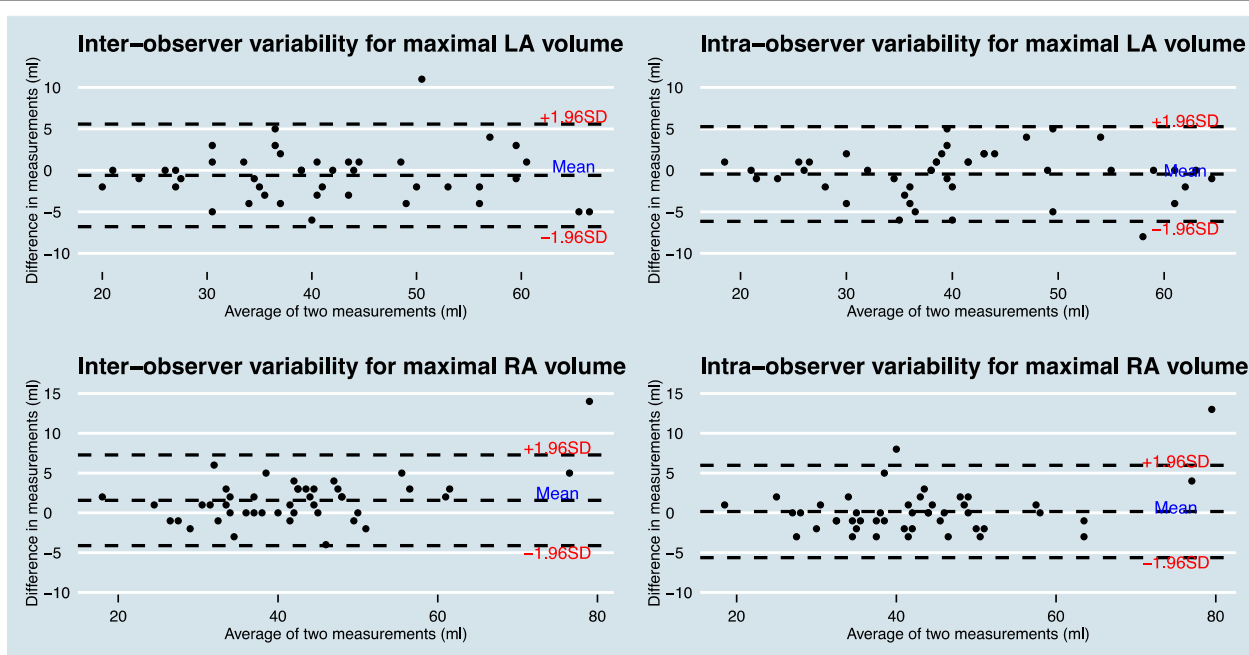 Inter−observer variability for maximal LA volume
Difference in measurements (ml)
10
5
0
−5
−10
+1.96SD
Mean
−1.96SD
20 30 40 50 60
Average of two measurements (ml)
Intra−observer variability for maximal LA volume
Difference in measurements (ml)
10
5
0
−5
−10
+1.96SD
Mean
−1.96SD
20 30 40 50 60
Average of two measurements (ml)
Inter−observer variability for maximal RA volume
Difference in measurements (ml)
15
10
5
0
−5
−10
+1.96SD
Mean
−1.96SD
20 40 60 80
Average of two measurements (ml)
Intra−observer variability for maximal RA volume
Difference in measurements (ml)
15
10
5
0
−5
−10
+1.96SD
Mean
−1.96SD
20 40 60 80
Average of two measurements (ml)